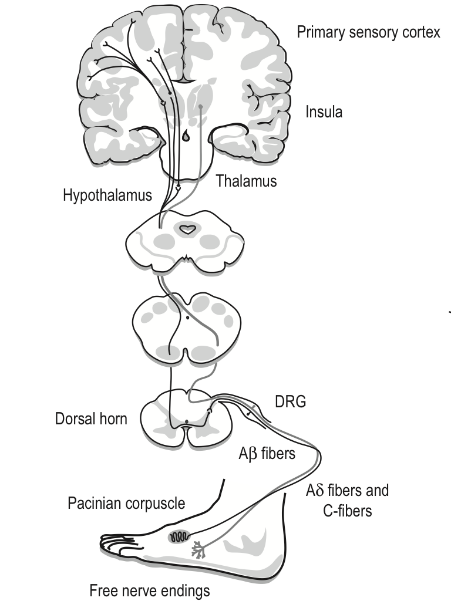 Primary sensory cortex
Insula
Thalamus
Hypothalamus
DRG
Dorsal horn
Aβ fibers
Aδ fibers and
C-fibers
Pacinian corpuscle
Free nerve endings